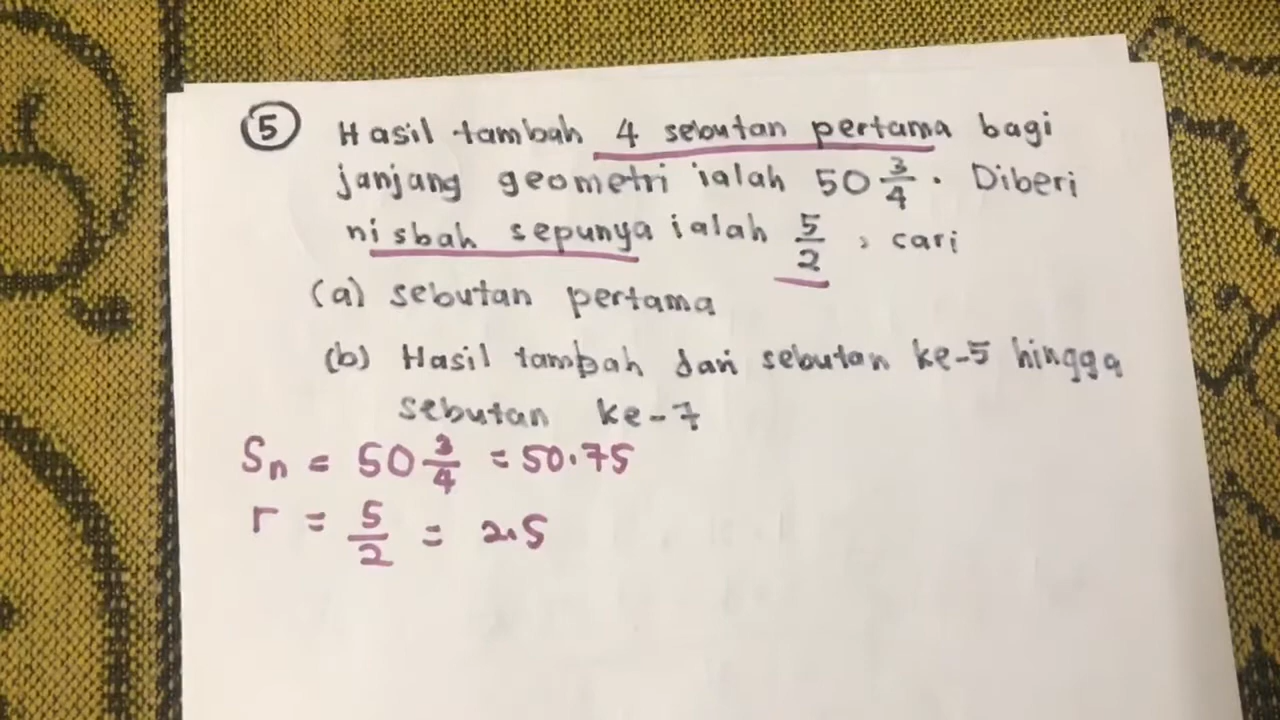 5 Hasil tambah 4 sebutan pertama bagi
janjang geometri ialah 50 3/4. Diberi
nisbah sepunya ialah 5/2, cari
(a) sebutan pertama
(b) Hasil tambah dari sebutan ke-5 hingga
sebutan ke-7
Sn = 50 3/4 = 50.75
r = 5/2 = 2.5